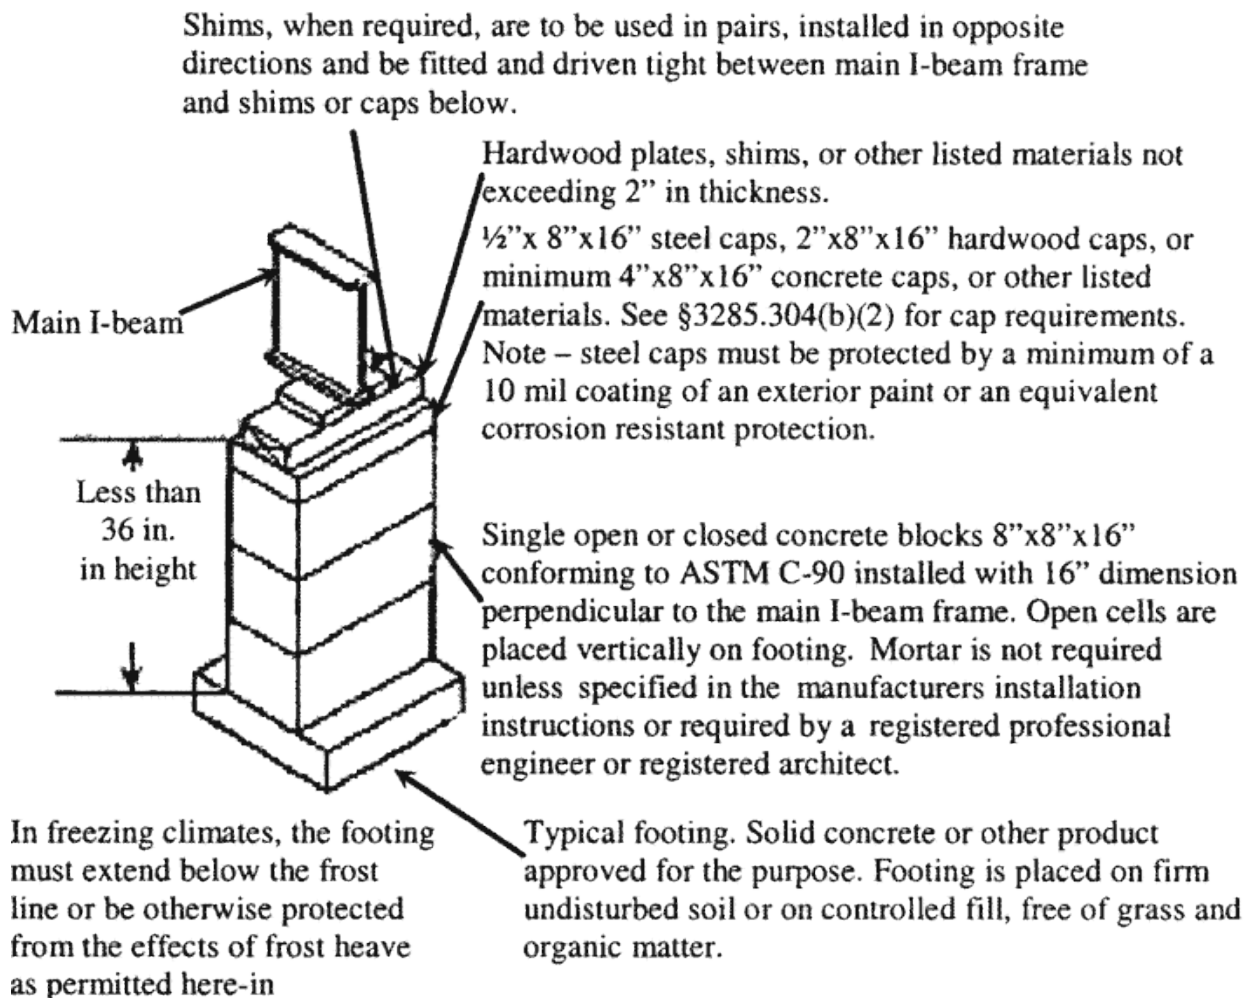 Shims, when required, are to be used in pairs, installed in opposite
directions and be fitted and driven tight between main I-beam frame
and shims or caps below.
Hardwood plates, shims, or other listed materials not
exceeding 2” in thickness.
½”x 8”x16” steel caps, 2”x8”x16” hardwood caps, or
minimum 4”x8”x16” concrete caps, or other listed
materials. See §3285.304(b)(2) for cap requirements.
Note – steel caps must be protected by a minimum of a
10 mil coating of an exterior paint or an equivalent
corrosion resistant protection.
Main I-beam
Less than
36 in.
in height
Single open or closed concrete blocks 8”x8”x16”
conforming to ASTM C-90 installed with 16” dimension
perpendicular to the main I-beam frame. Open cells are
placed vertically on footing. Mortar is not required
unless specified in the manufacturers installation
instructions or required by a registered professional
engineer or registered architect.
In freezing climates, the footing
must extend below the frost
line or be otherwise protected
from the effects of frost heave
as permitted here-in
Typical footing. Solid concrete or other product
approved for the purpose. Footing is placed on firm
undisturbed soil or on controlled fill, free of grass and
organic matter.